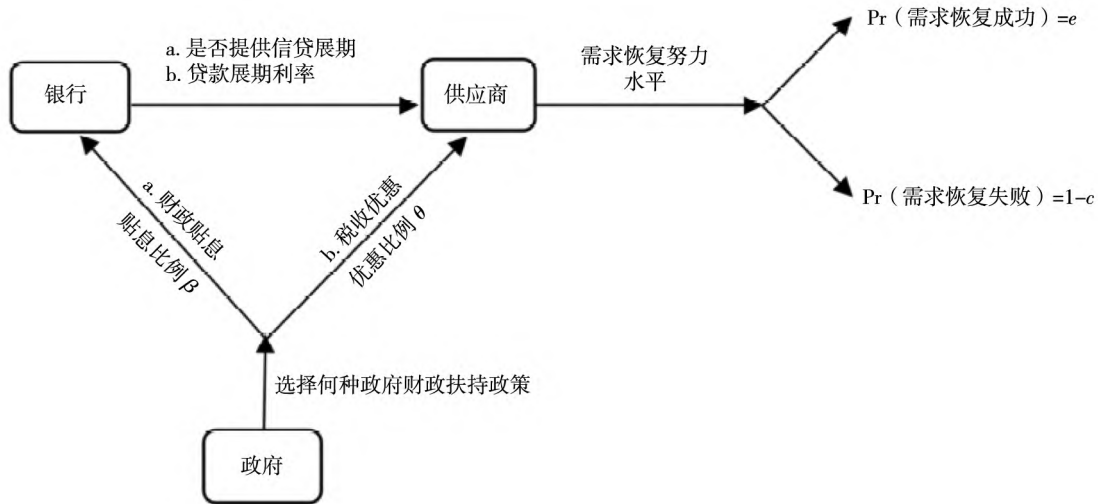 Pr（需求恢复成功）=e
a. 是否提供信贷展期
b. 贷款展期利率
需求恢复努力
水平
银行
供应商
Pr（需求恢复失败）=1-c
a. 财政贴息
贴息比例 β
b. 税收优惠
优惠比例 θ
选择何种政府财政扶持政策
政府